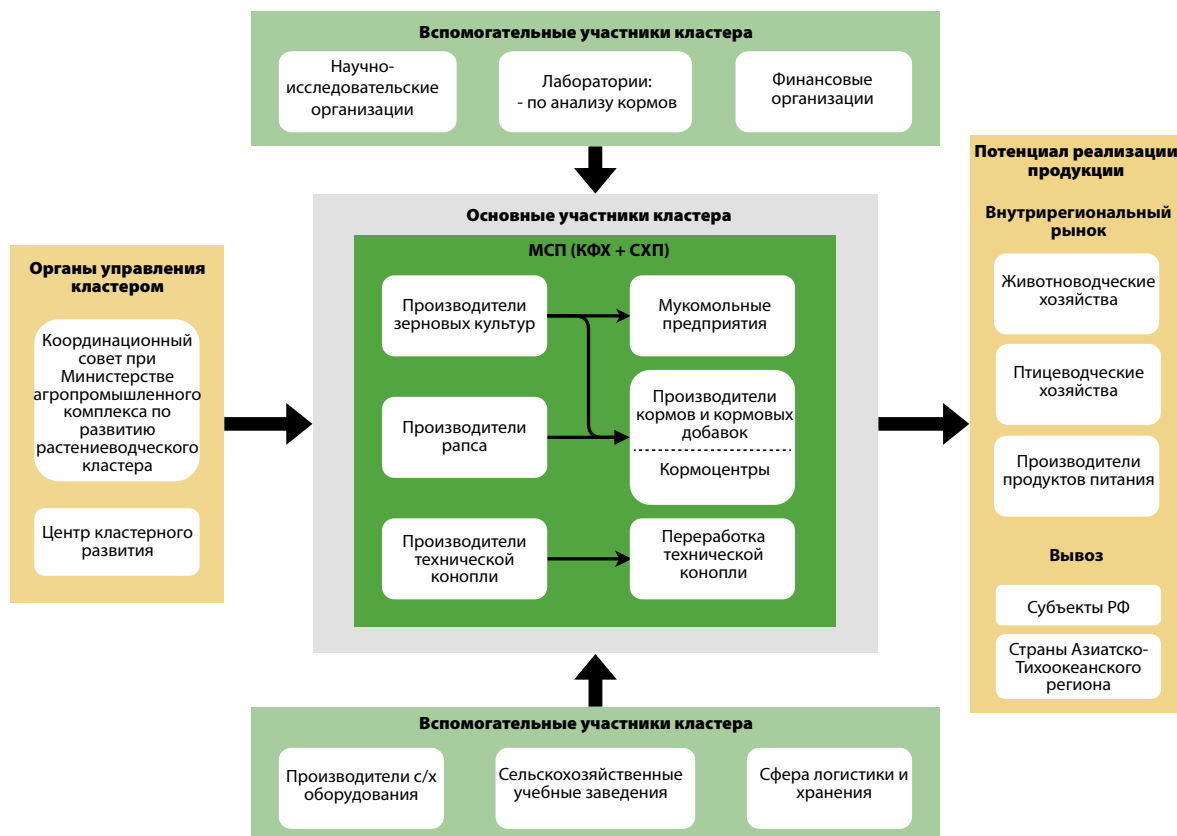 Вспомогательные участники кластера
Научно-
исследовательские
организации
Лаборатории:
- по анализу кормов
Финансовые
организации
Органы управления
кластером
Координационный
совет при
Министерстве
агропромышленного
комплекса по
развитию
растениеводческого
кластера
Центр кластерного
развития
Основные участники кластера
МСП (КФХ + СХП)
Производители
зерновых культур
Мукомольные
предприятия
Производители
рапса
Производители
кормов и кормовых
добавок
Кормоцентры
Производители
технической
конопли
Переработка
технической
конопли
Потенциал реализации
продукции
Внутрирегиональный
рынок
Животноводческие
хозяйства
Птицеводческие
хозяйства
Производители
продуктов питания
Вывоз
Субъекты РФ
Страны Азиатско-
Тихоокеанского
региона
Вспомогательные участники кластера
Производители с/х
оборудования
Сельскохозяйственные
учебные заведения
Сфера логистики и
хранения